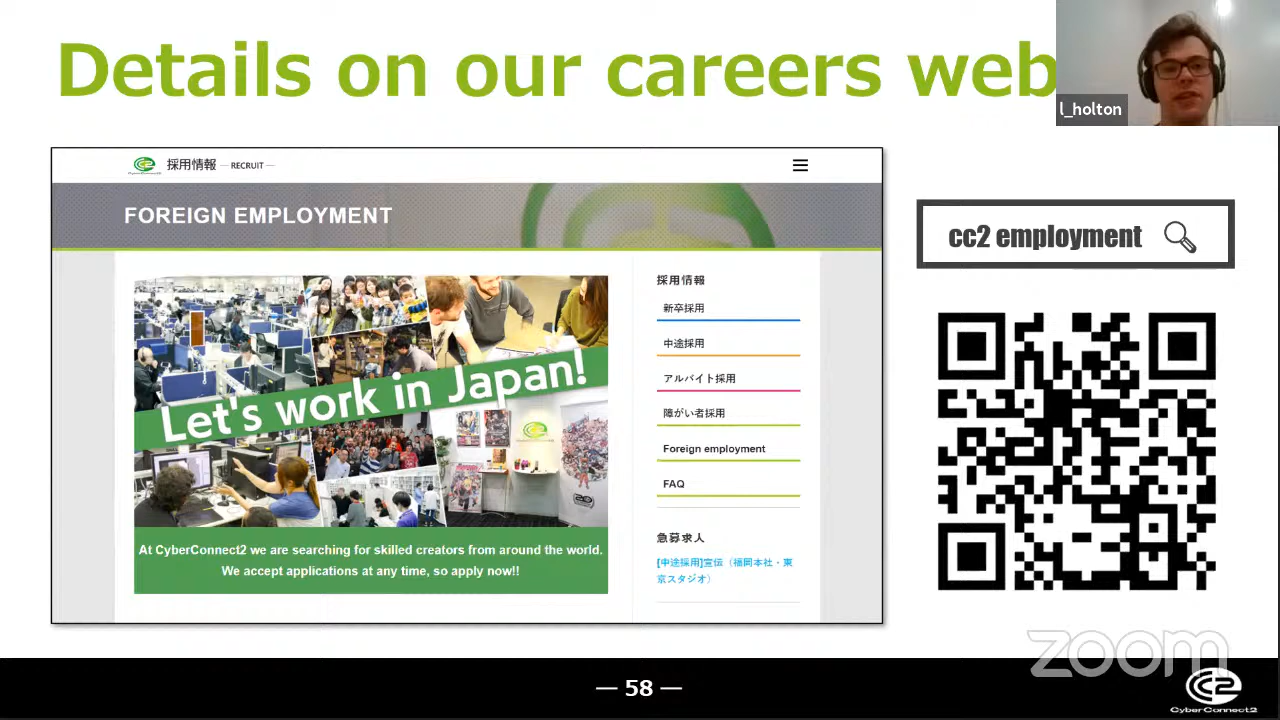 Details on our careers web
l_holton
CyberConnect2
採用情報 — RECRUIT —
FOREIGN EMPLOYMENT
Let's work in Japan!
At CyberConnect2 we are searching for skilled creators from around the world.
We accept applications at any time, so apply now!!
採用情報
新卒採用
中途採用
アルバイト採用
障がい者採用
Foreign employment
FAQ
急募求人
[中途採用]宣伝（福岡本社・東
京スタジオ）
cc2 employment
zoom
— 58 —
CyberConnect2